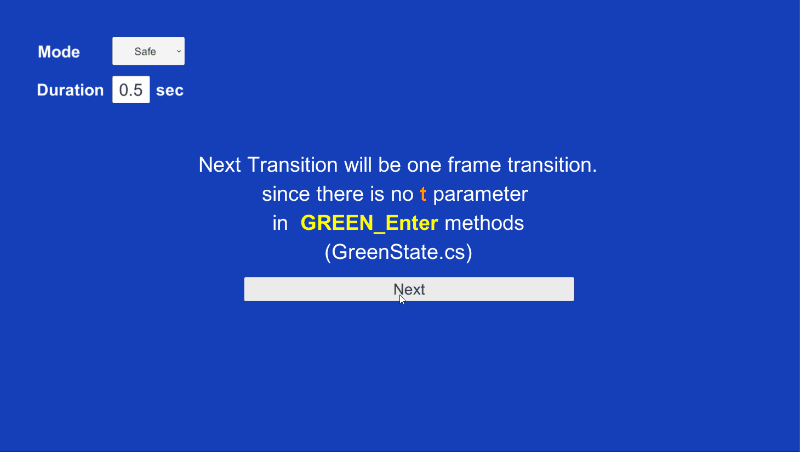 Mode Safe
Duration 0.5 sec
Next Transition will be one frame transition.
since there is no t parameter
in GREEN_Enter methods
(GreenState.cs)
Next